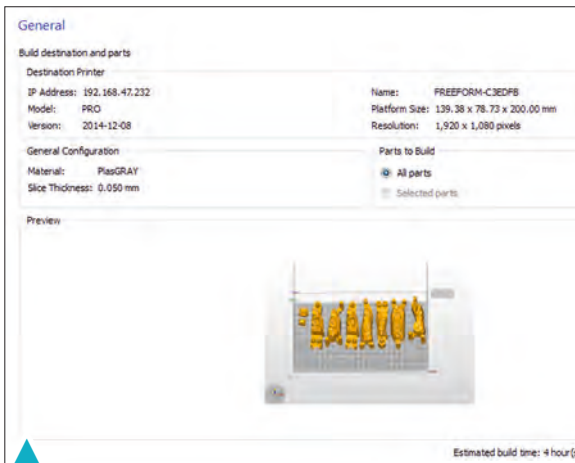 General
Build destination and parts
Destination Printer
IP Address: 192.168.47.232
Name: FREEFORM-C3EDFB
Model: PRO
Platform Size: 139.38 x 78.73 x 200.00 mm
Version: 2014-12-08
Resolution: 1,920 x 1,080 pixels
General Configuration
Parts to Build
Material: PlasGRAY
All parts
Slice Thickness: 0.050 mm
Selected parts
Preview
Estimated build time: 4 hour(s